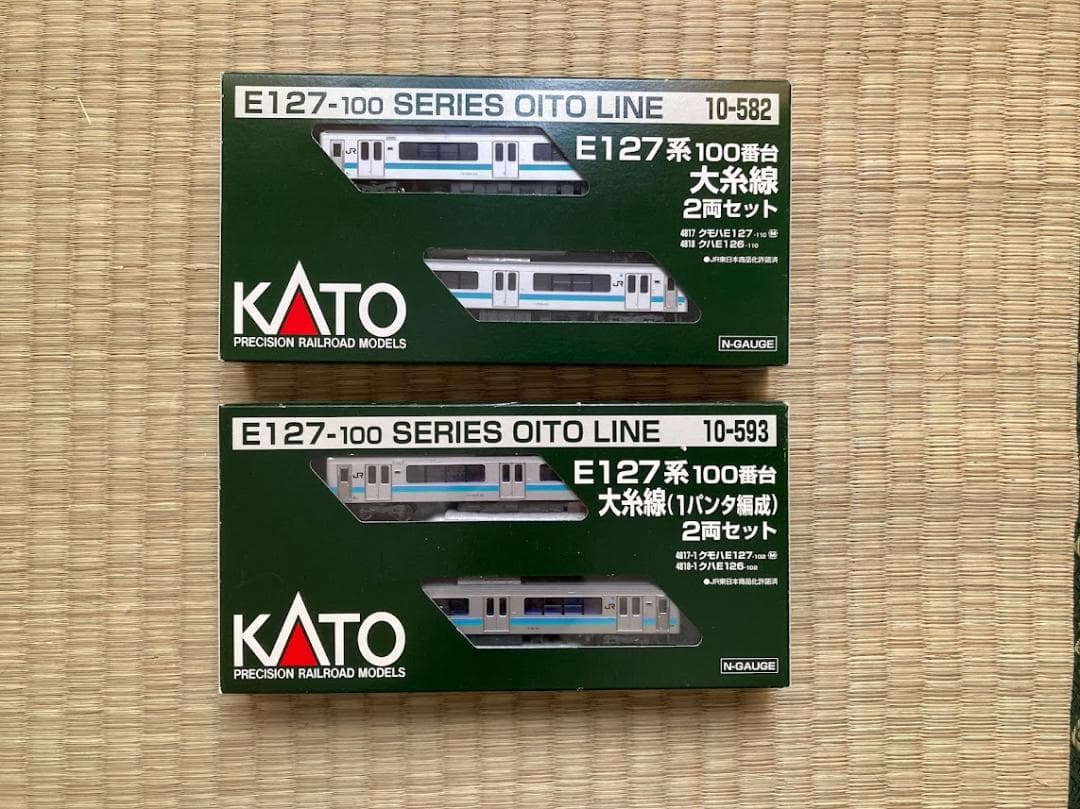 E127-100 SERIES OITO LINE 10-582
E127系 100番台
大糸線
2両セット
4817 クモハE127-110 Ⓜ
4818 クハE126-110
●JR東日本商品化許諾済
JR
JR
KATO
PRECISION RAILROAD MODELS
N-GAUGE
E127-100 SERIES OITO LINE 10-593
E127系 100番台
大糸線(1パンタ編成)
2両セット
4817-1 クモハE127-102 Ⓜ
4818-1 クハE126-102
●JR東日本商品化許諾済
JR
JR
KATO
PRECISION RAILROAD MODELS
N-GAUGE